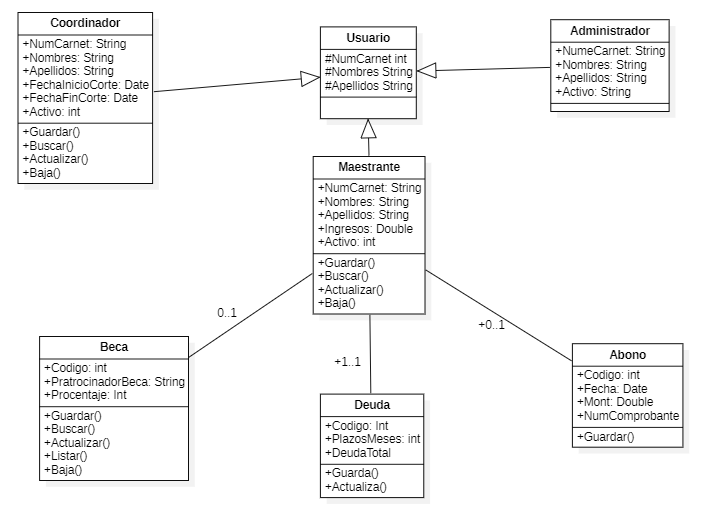 Coordinador
+NumCarnet: String
+Nombres: String
+Apellidos: String
+FechaInicioCorte: Date
+FechaFinCorte: Date
+Activo: int
+Guardar()
+Buscar()
+Actualizar()
+Baja()
Usuario
#NumCarnet int
#Nombres String
#Apellidos String
Administrador
+NumeCarnet: String
+Nombres: String
+Apellidos: String
+Activo: String
Maestrante
+NumCarnet: String
+Nombres: String
+Apellidos: String
+Ingresos: Double
+Activo: int
+Guardar()
+Buscar()
+Actualizar()
+Baja()
0..1
+1..1
+0..1
Beca
+Codigo: int
+PratrocinadorBeca: String
+Procentaje: Int
+Guardar()
+Buscar()
+Actualizar()
+Listar()
+Baja()
Deuda
+Codigo: Int
+PlazosMeses: int
+DeudaTotal
+Guarda()
+Actualiza()
Abono
+Codigo: int
+Fecha: Date
+Mont: Double
+NumComprobante
+Guardar()